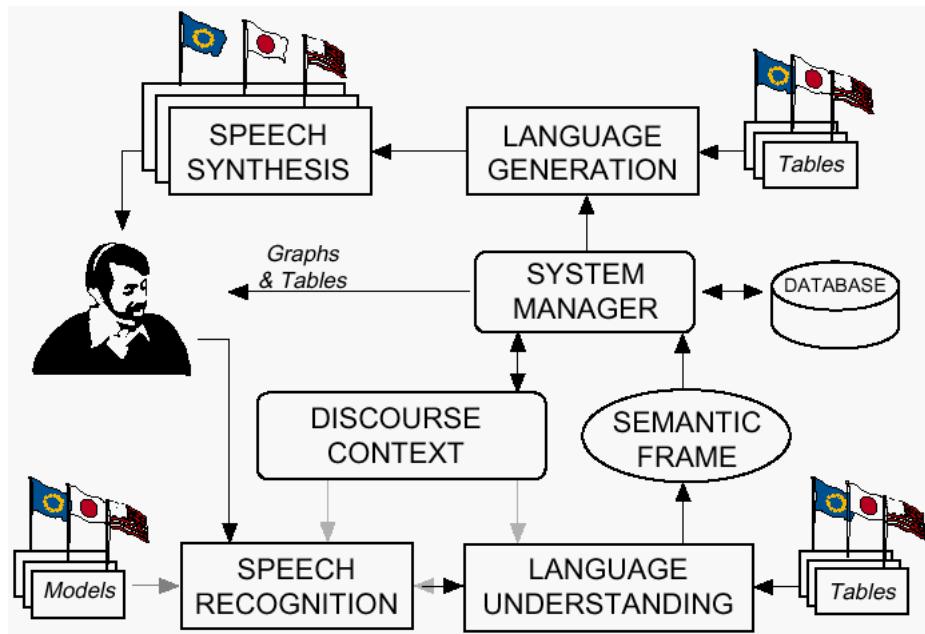 SPEECH
SYNTHESIS
LANGUAGE
GENERATION
Tables
Graphs
& Tables
SYSTEM
MANAGER
DATABASE
DISCOURSE
CONTEXT
SEMANTIC
FRAME
Models
SPEECH
RECOGNITION
LANGUAGE
UNDERSTANDING
Tables